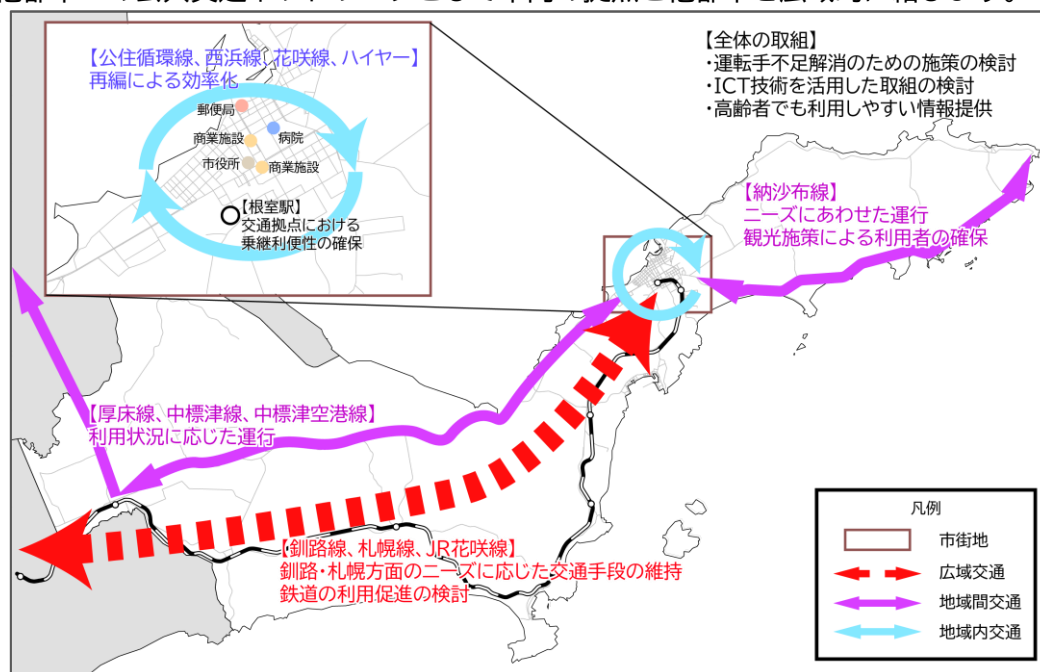 【公住循環線、西浜線、花咲線、ハイヤー】
再編による効率化
郵便局
商業施設
病院
市役所
商業施設
【根室駅】
交通拠点における
乗継利便性の確保
【全体の取組】
・運転手不足解消のための施策の検討
・ICT技術を活用した取組の検討
・高齢者でも利用しやすい情報提供
【納沙布線】
ニーズにあわせた運行
観光施策による利用者の確保
【厚床線、中標津線、中標津空港線】
利用状況に応じた運行
【釧路線、札幌線、JR花咲線】
釧路・札幌方面のニーズに応じた交通手段の維持
鉄道の利用促進の検討
凡例
市街地
広域交通
地域間交通
地域内交通